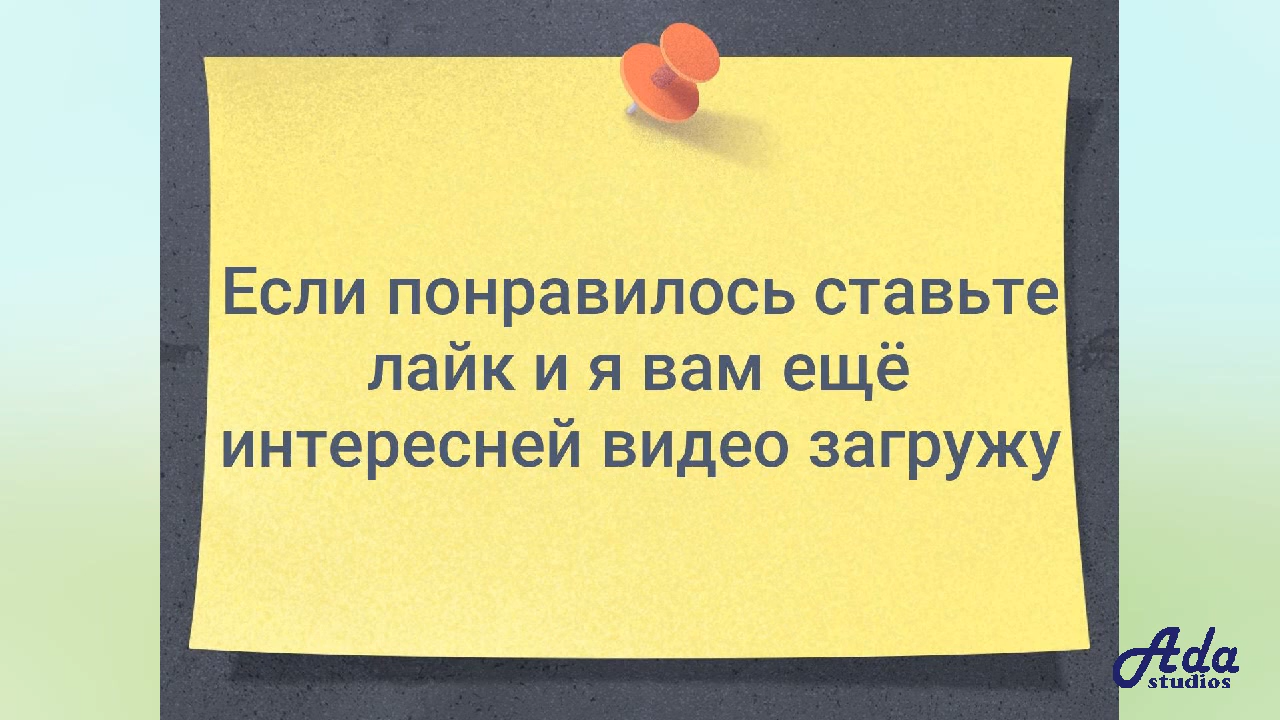 Если понравилось ставьте
лайк и я вам ещё
интересней видео загружу
Ada
studios